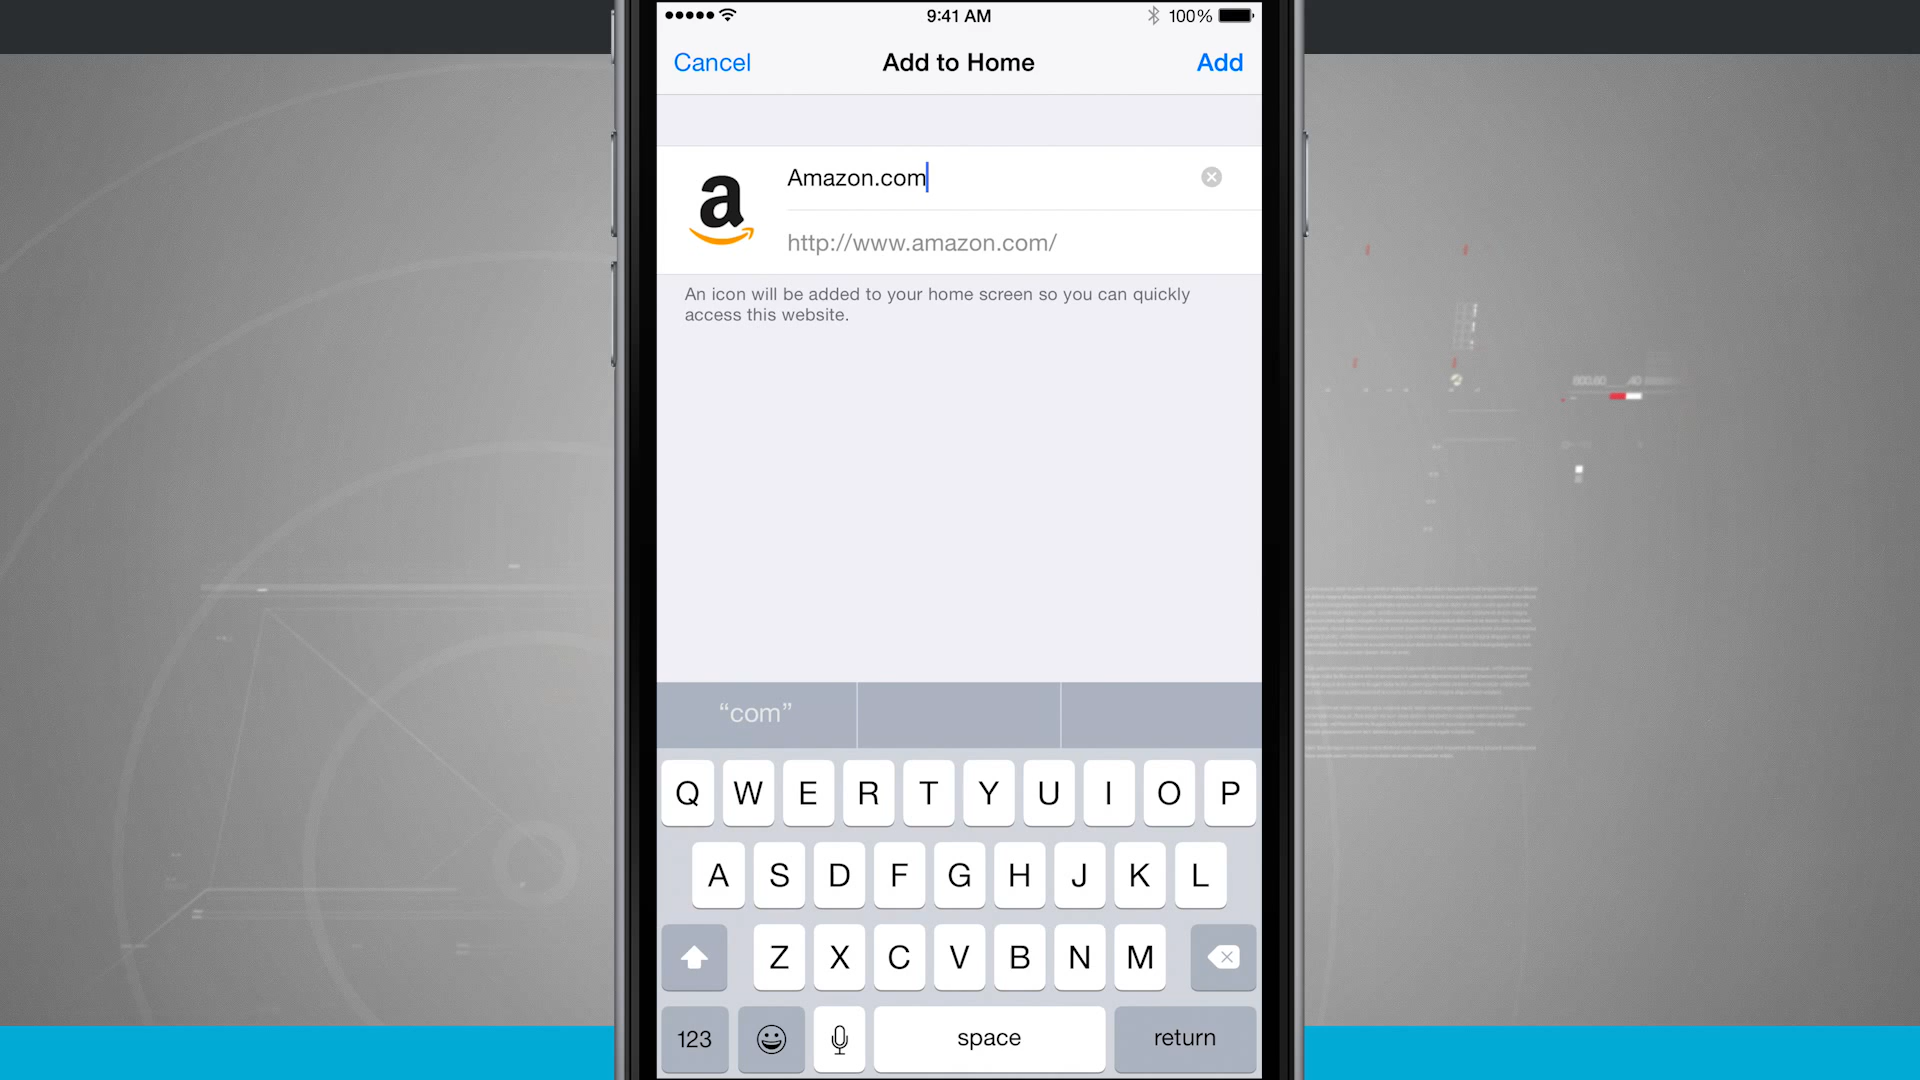 9:41 AM 100%
Cancel Add to Home Add
a Amazon.com
http://www.amazon.com/
An icon will be added to your home screen so you can quickly
access this website.
“com”
Q W E R T Y U I O P
A S D F G H J K L
Z X C V B N M
123 space return